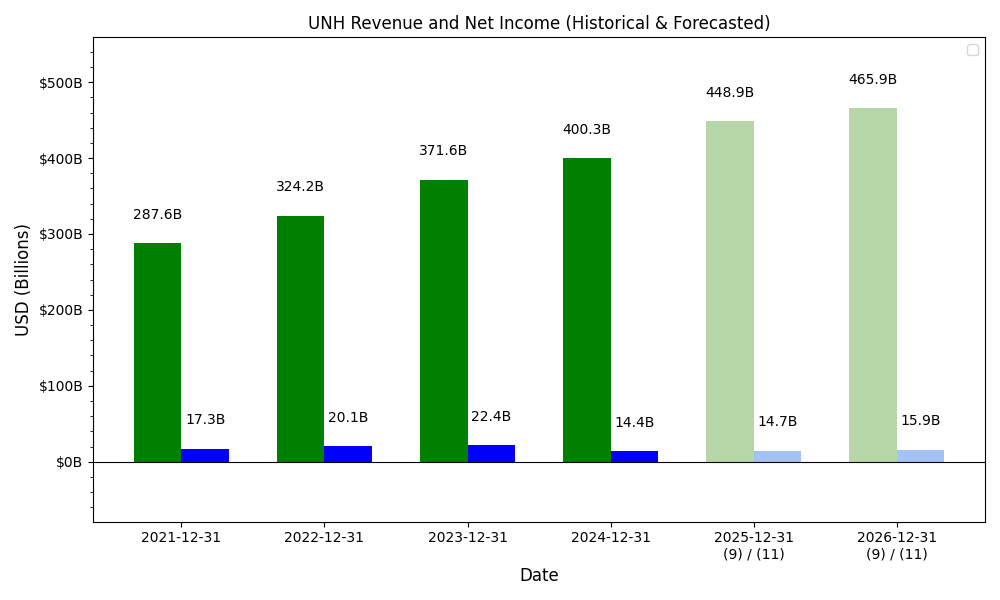 UNH Revenue and Net Income (Historical & Forecasted)
USD (Billions)
$500B
$400B
$300B
$200B
$100B
$0B
287.6B
17.3B
324.2B
20.1B
371.6B
22.4B
400.3B
14.4B
448.9B
14.7B
465.9B
15.9B
2021-12-31
2022-12-31
2023-12-31
2024-12-31
2025-12-31
(9) / (11)
2026-12-31
(9) / (11)
Date